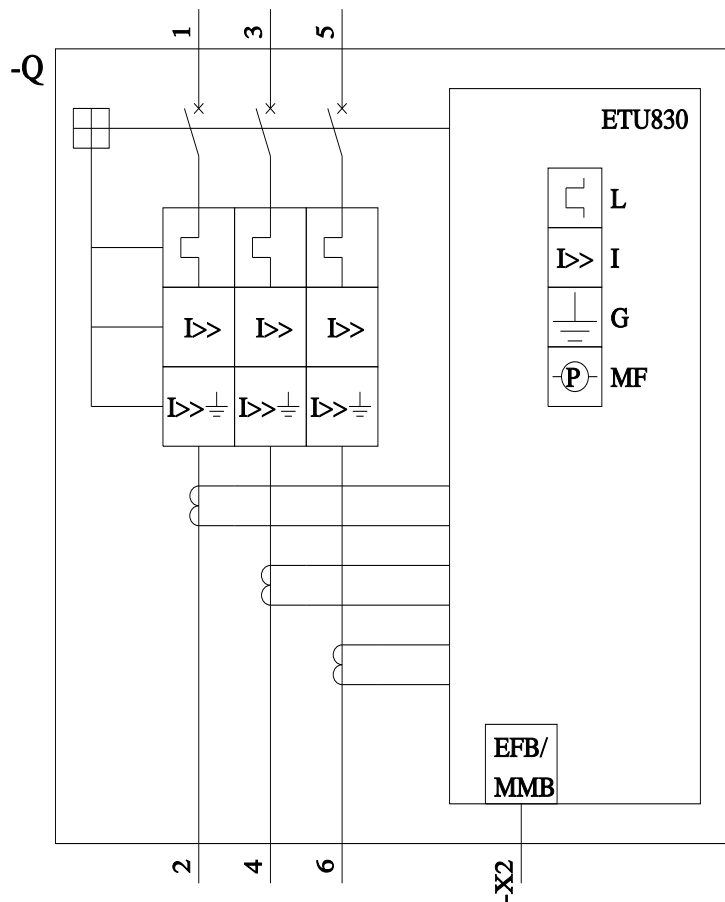 1 3 5
-Q
ETU830
L
I>> I
G
P MF
I>> I>> I>>
I>> I>> I>>
EFB/
MMB
2 4 6
-X2